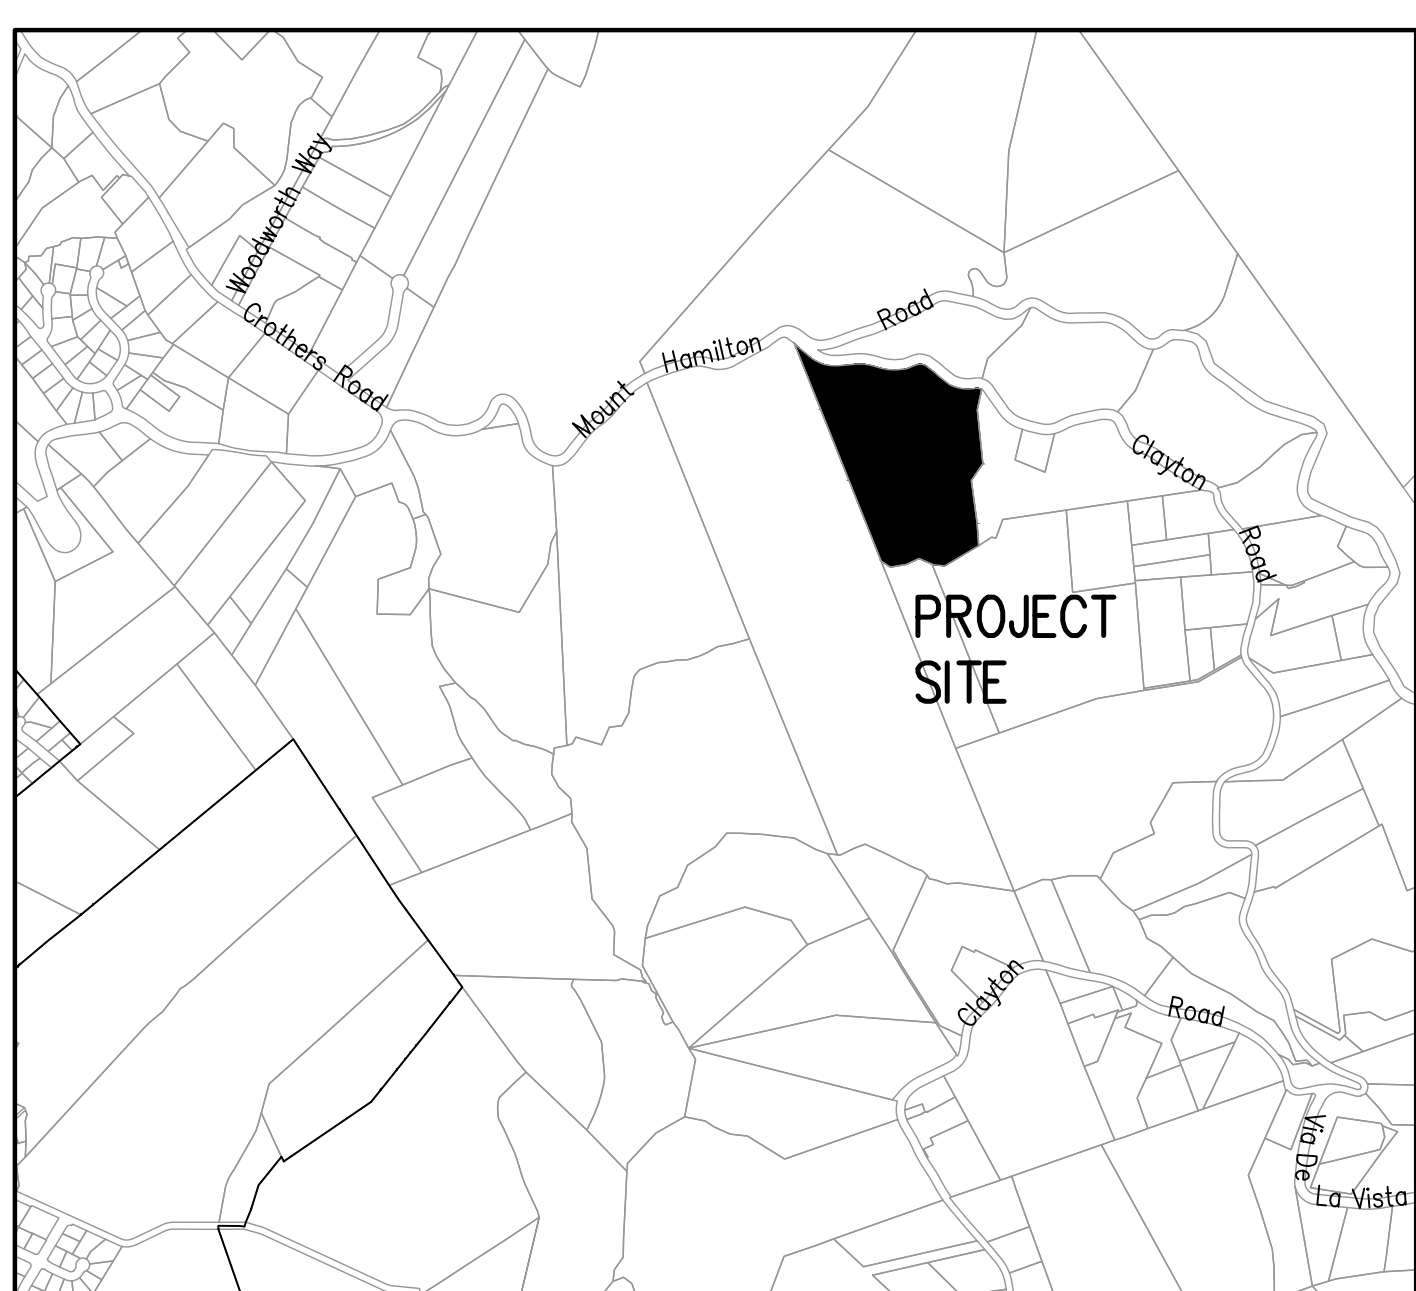 Woodworth Way
Crothers Road
Mount Hamilton Road
Clayton Road
PROJECT
SITE
Clayton Road
Via De
La Vista